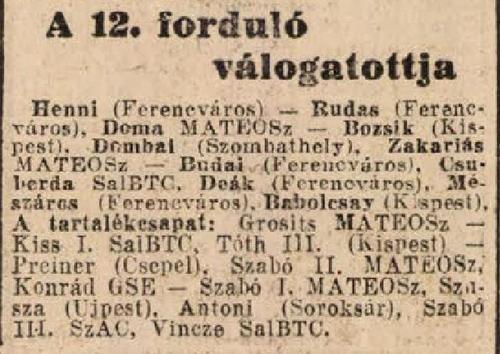 A 12. forduló
válogatottja
Henni (Ferencváros) — Rudas (Ferenc-
város), Doma MATEOSz — Bozsik (Kis-
pest), Dombai (Szombathely), Zakariás
MATEOSz — Budai (Ferencváros), Csu-
berda SalBTC, Deák (Ferencváros), Mé-
száros (Ferencváros), Babolcsay (Kispest).
A tartalékcsapat: Grosits MATEOSz —
Kiss I. SalBTC, Tóth III. (Kispest) —
Preiner (Csepel), Szabó II. MATEOSz,
Konrád GSE — Szabó I. MATEOSz, Szu-
sza (Ujpest), Antoni (Soroksár), Szabó
III. SzAC, Vincze SalBTC.